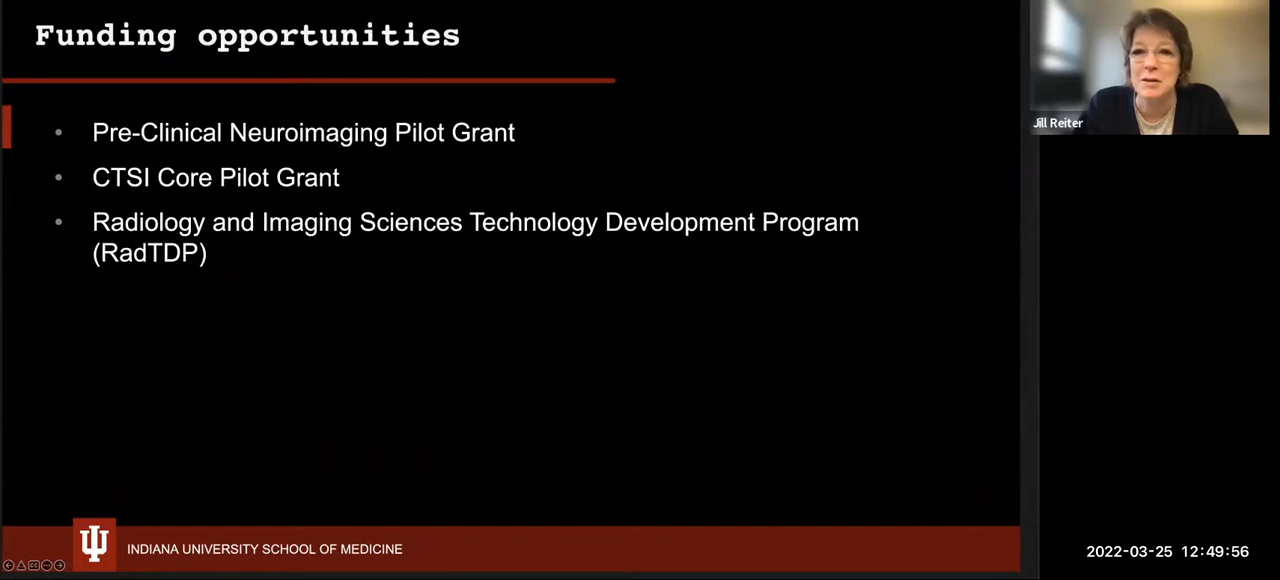 Funding opportunities
Jill Reiter
• Pre-Clinical Neuroimaging Pilot Grant
• CTSI Core Pilot Grant
• Radiology and Imaging Sciences Technology Development Program
(RadTDP)
INDIANA UNIVERSITY SCHOOL OF MEDICINE
2022-03-25 12:49:56